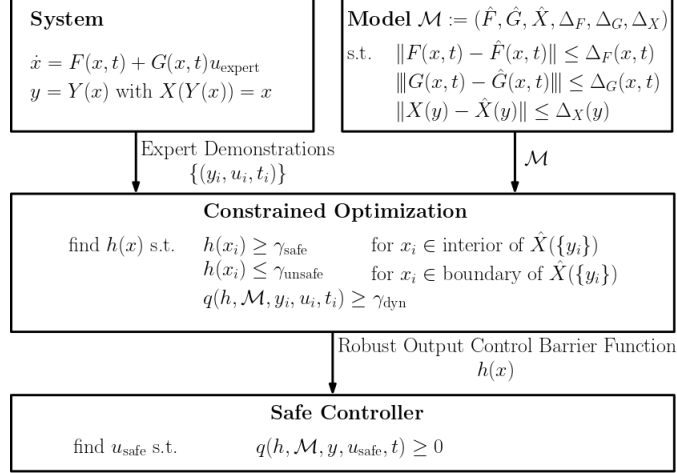 System
ẋ = F(x, t) + G(x, t)u_expert
y = Y(x) with X(Y(x)) = x
Model ℳ := (F̂, Ĝ, X̂, Δ_F, Δ_G, Δ_X)
s.t. ‖F(x, t) − F̂(x, t)‖ ≤ Δ_F(x, t)
⦀G(x, t) − Ĝ(x, t)⦀ ≤ Δ_G(x, t)
‖X(y) − X̂(y)‖ ≤ Δ_X(y)
Expert Demonstrations
{(y_i, u_i, t_i)}
ℳ
Constrained Optimization
find h(x) s.t. h(x_i) ≥ γ_safe for x_i ∈ interior of X̂({y_i})
h(x_i) ≤ γ_unsafe for x_i ∈ boundary of X̂({y_i})
q(h, ℳ, y_i, u_i, t_i) ≥ γ_dyn
Robust Output Control Barrier Function
h(x)
Safe Controller
find u_safe s.t. q(h, ℳ, y, u_safe, t) ≥ 0